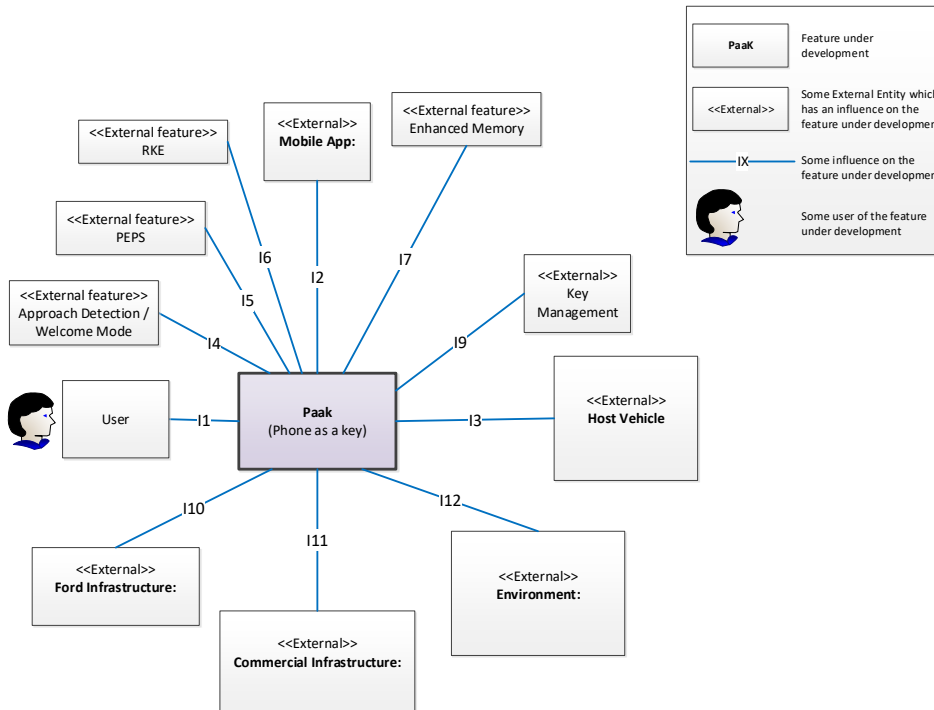 PaaK
Feature under
development
<<External>>
Some External Entity which
has an influence on the
feature under development
IX
Some influence on the
feature under development
Some user of the feature
under development
<<External feature>>
RKE
<<External>>
Mobile App:
<<External feature>>
Enhanced Memory
<<External feature>>
PEPS
<<External feature>>
Approach Detection /
Welcome Mode
<<External>>
Key
Management
I6
I2
I7
I5
I4
I9
User
I1
Paak
(Phone as a key)
I3
<<External>>
Host Vehicle
I10
I11
I12
<<External>>
Ford Infrastructure:
<<External>>
Commercial Infrastructure:
<<External>>
Environment: